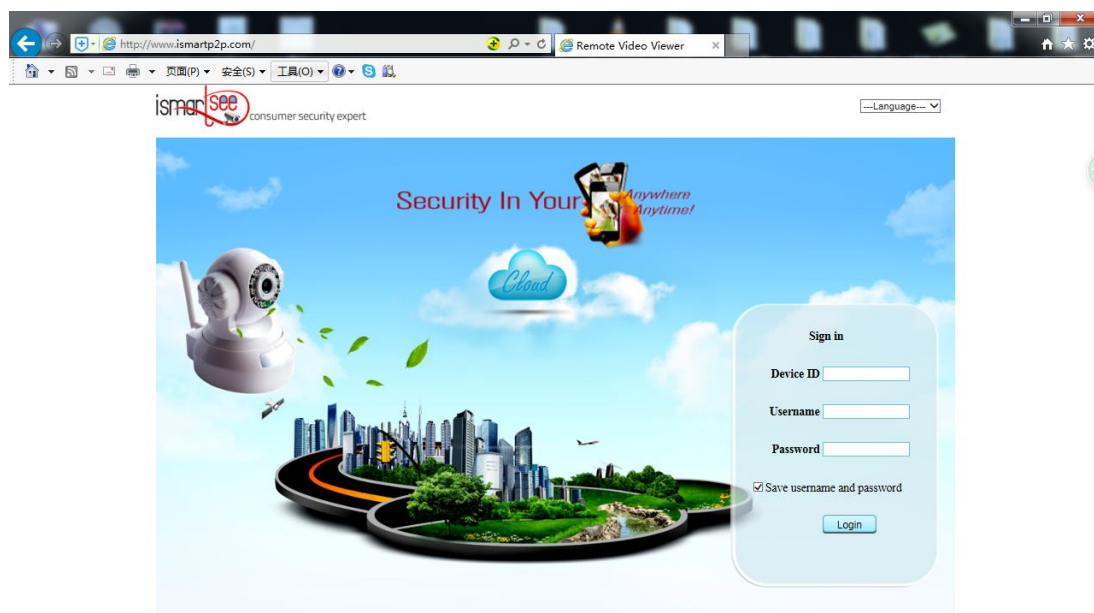 http://www.ismartp2p.com/
Remote Video Viewer
页面(P)
安全(S)
工具(O)
ismartsee
consumer security expert
---Language---
Security In Your
Anywhere
Anytime!
Cloud
Sign in
Device ID
Username
Password
Save username and password
Login